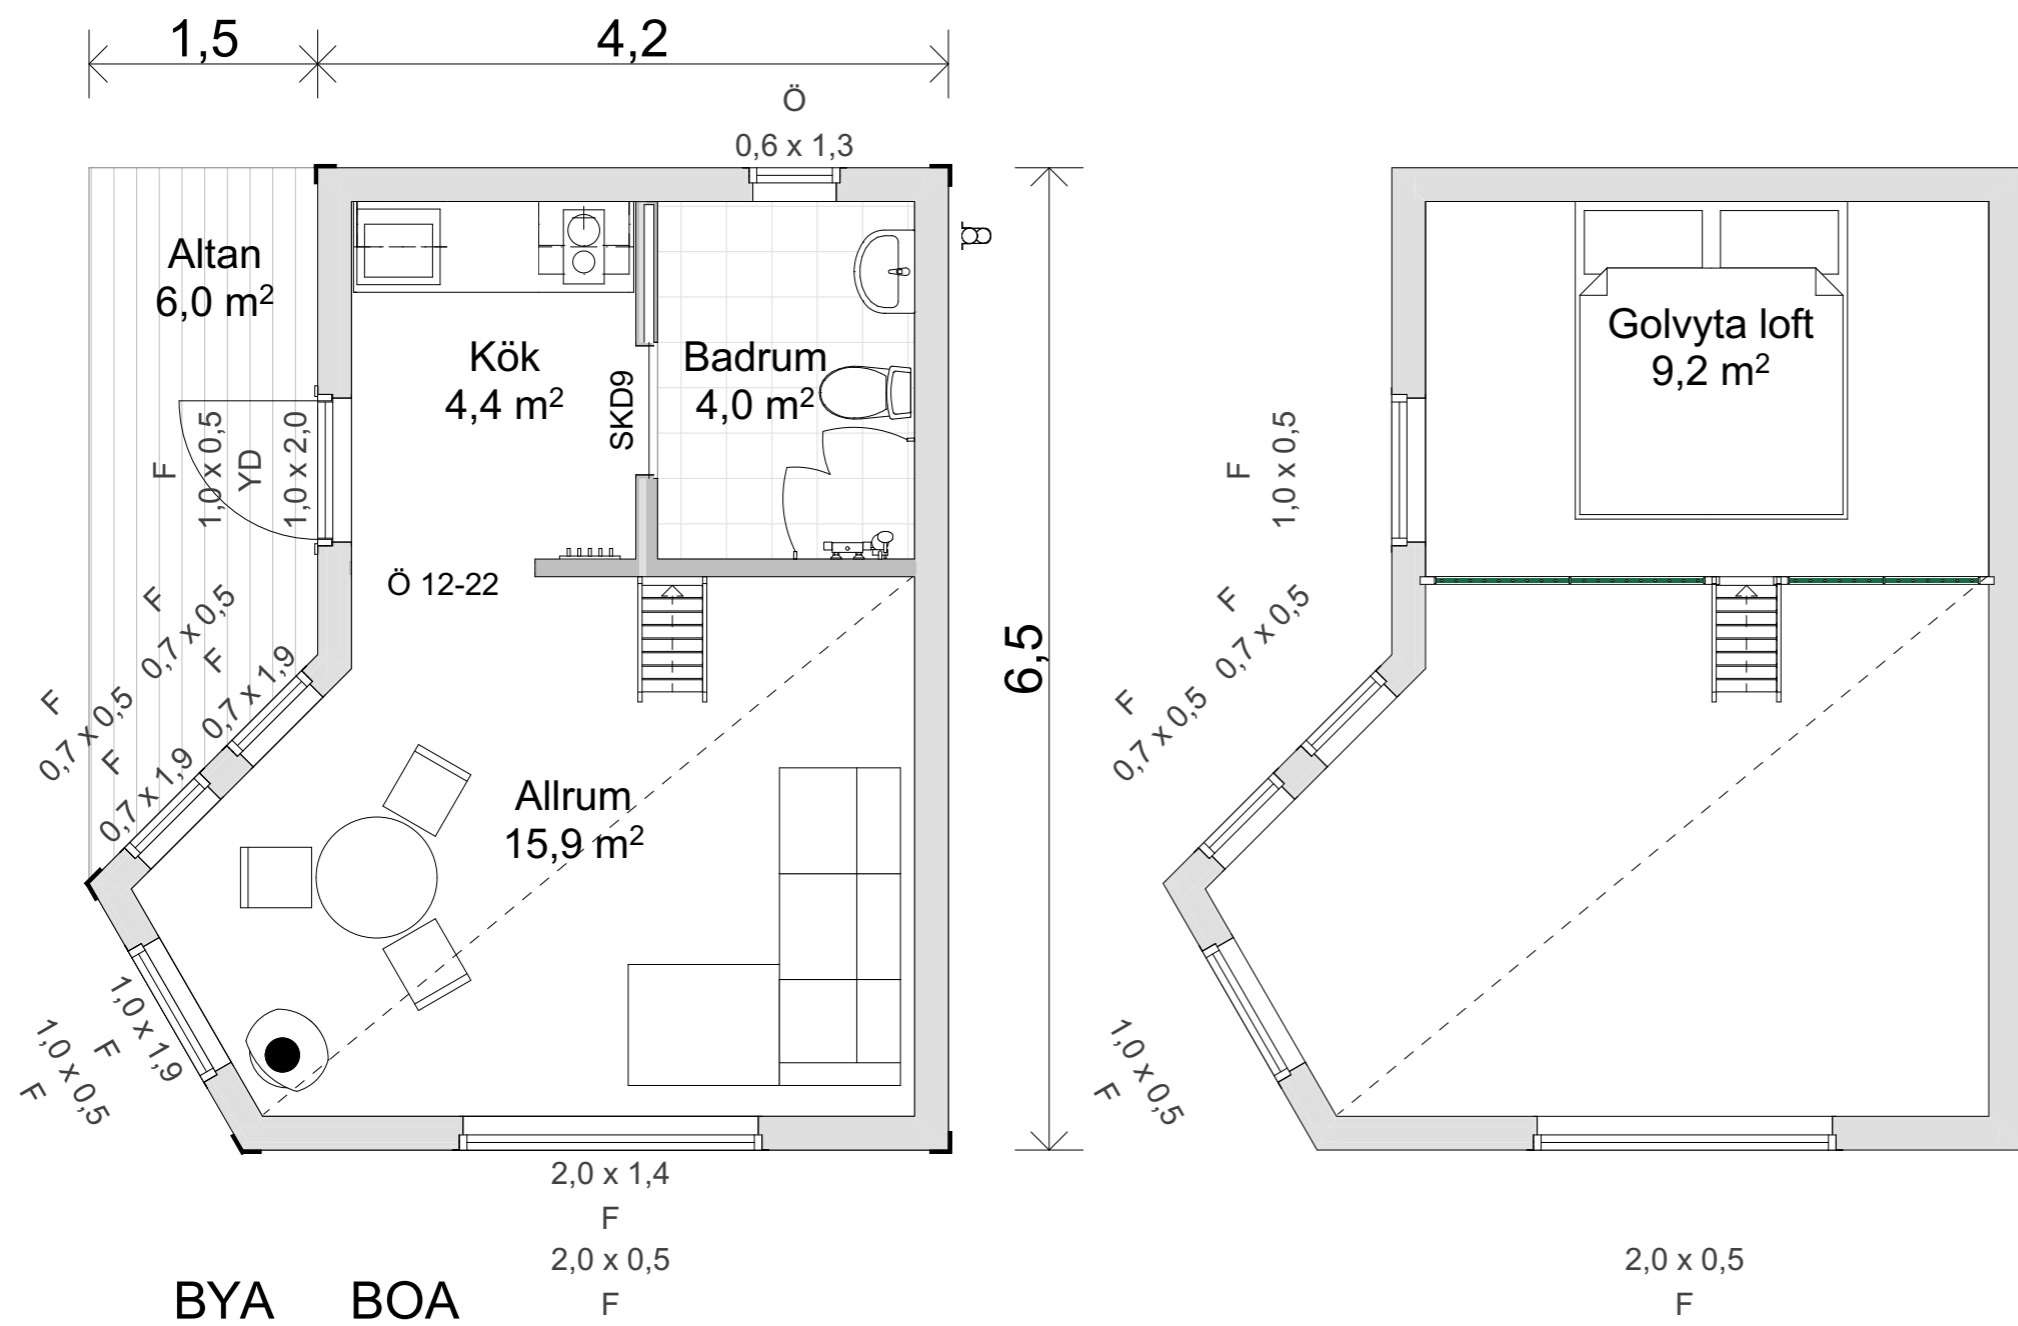 1,5
4,2
Ö
0,6 x 1,3
Altan
6,0 m²
Kök
4,4 m²
SKD9
Badrum
4,0 m²
F
1,0 x 0,5
YD
1,0 x 2,0
Ö 12-22
F
0,7 x 0,5
F
0,7 x 1,9
F
0,7 x 0,5
F
0,7 x 1,9
Allrum
15,9 m²
6,5
1,0 x 1,9
F
1,0 x 0,5
F
2,0 x 1,4
F
2,0 x 0,5
F
BYA
BOA
Golvyta loft
9,2 m²
F
1,0 x 0,5
F
0,7 x 0,5
F
0,7 x 0,5
1,0 x 0,5
F
2,0 x 0,5
F